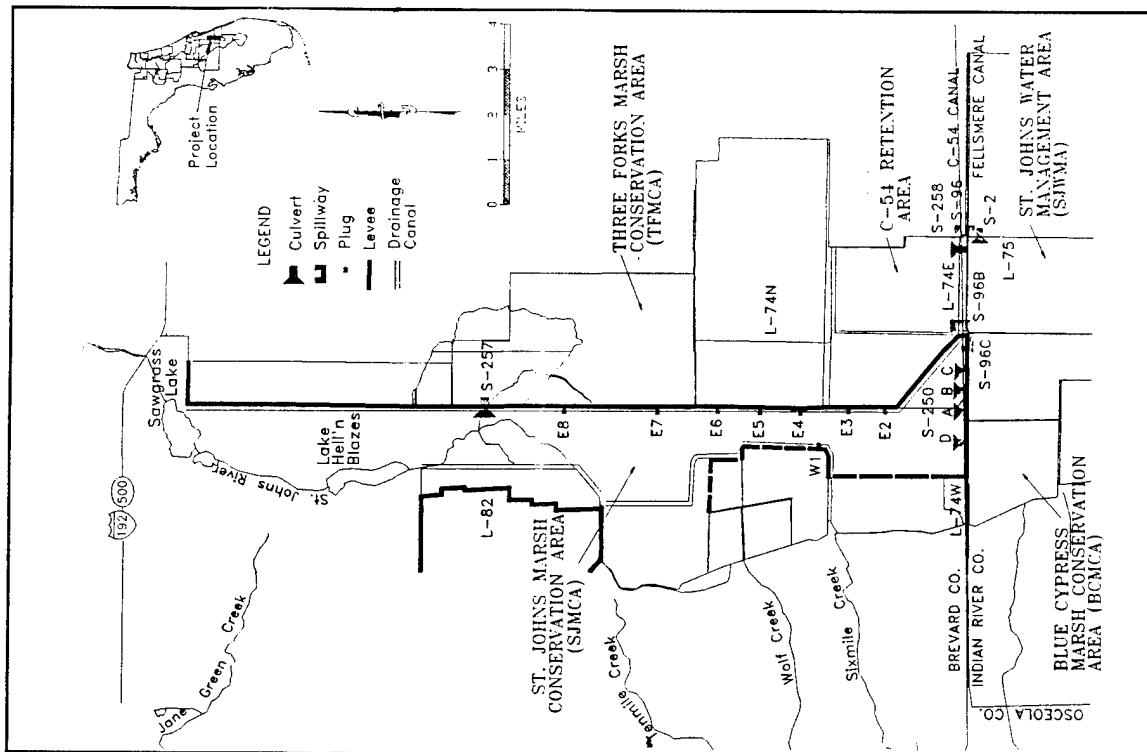 Project
Location
LEGEND
Culvert
Spillway
Plug
Levee
Drainage
Canal
0 1 2 3 4
MILES
192
500
Sawgrass
Lake
Lake
Hell'n
Blazes
St. Johns River
Jane Green Creek
S-257
L-82
THREE FORKS MARSH
CONSERVATION AREA
(TFMCA)
ST. JOHNS MARSH
CONSERVATION AREA
(SJMCA)
Creek
Wolf Creek
Sixmile Creek
E8
E7
E6
E5
E4
E3
E2
W1
L-74N
C-54 RETENTION
AREA
L-74E
S-258
S-96
C-54 CANAL
FELLSMERE CANAL
S-2
S-250
D A B C
S-96B
S-96C
L-75
L-74W
ST. JOHNS WATER
MANAGEMENT AREA
(SJWMA)
BREVARD CO.
INDIAN RIVER CO.
OSCEOLA CO.
BLUE CYPRESS
MARSH CONSERVATION
AREA (BCMCA)